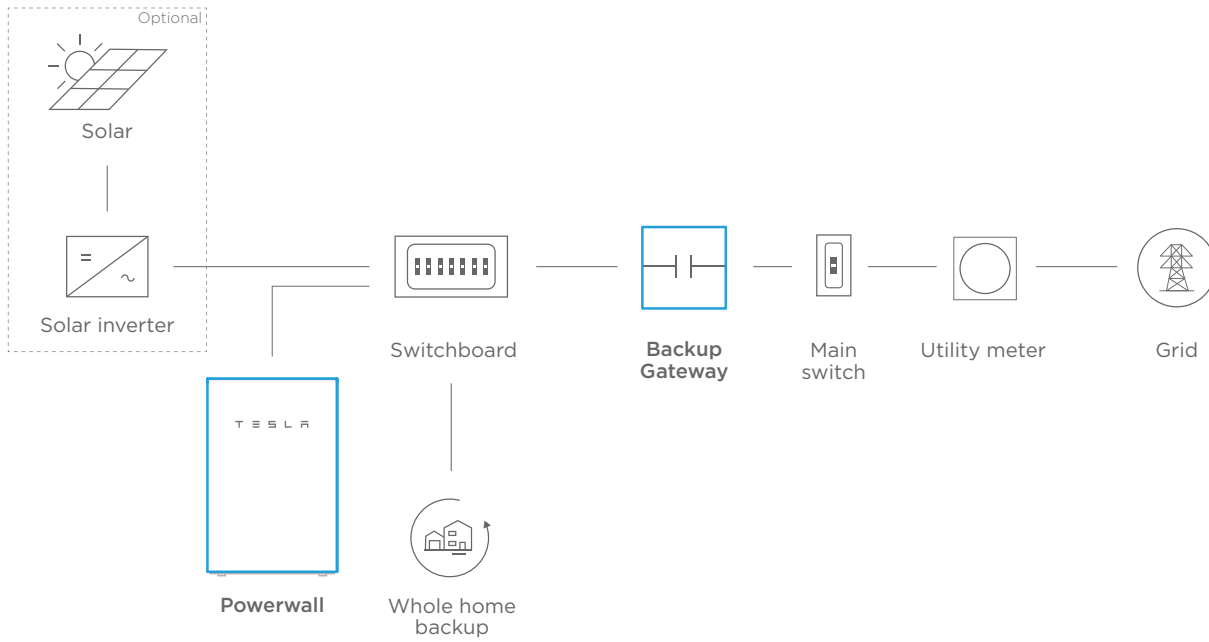 Optional
Solar
Solar inverter
Switchboard
Backup
Gateway
Main
switch
Utility meter
Grid
TESLA
Powerwall
Whole home
backup